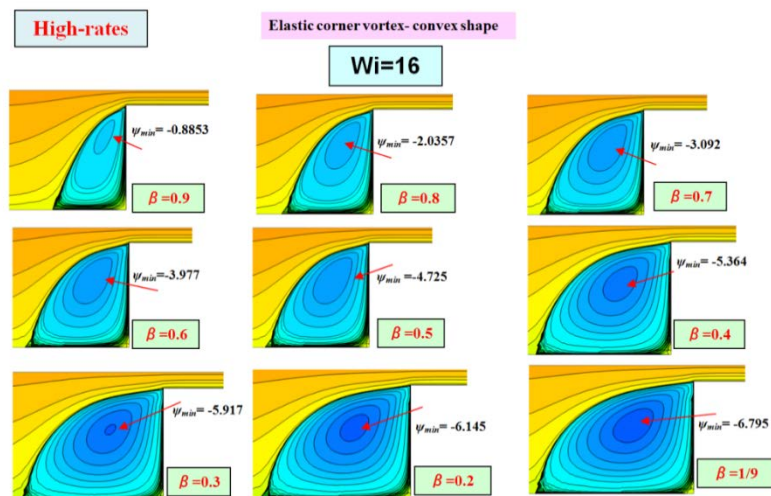 High-rates
Elastic corner vortex- convex shape
Wi=16
ψmin= -0.8853
β=0.9
ψmin= -2.0357
β=0.8
ψmin= -3.092
β=0.7
ψmin=-3.977
β=0.6
ψmin=-4.725
β=0.5
ψmin= -5.364
β=0.4
ψmin= -5.917
β=0.3
ψmin= -6.145
β=0.2
ψmin= -6.795
β=1/9